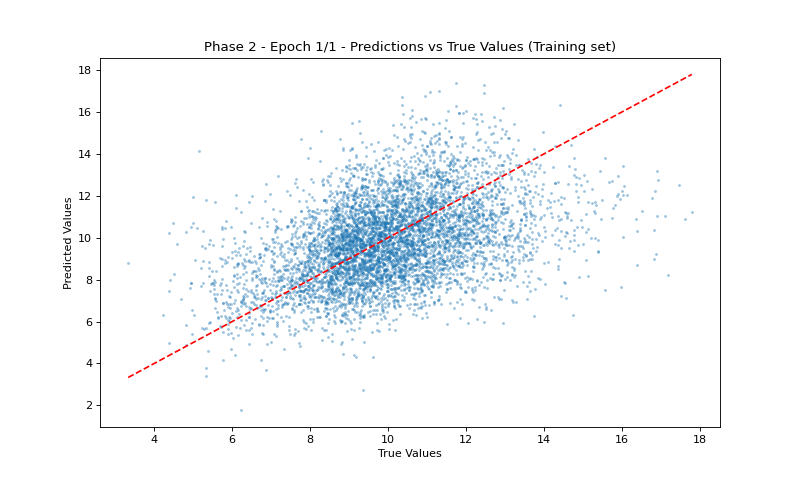 Phase 2 - Epoch 1/1 - Predictions vs True Values (Training set)
18
16
14
12
10
8
6
4
2
Predicted Values
4 6 8 10 12 14 16 18
True Values